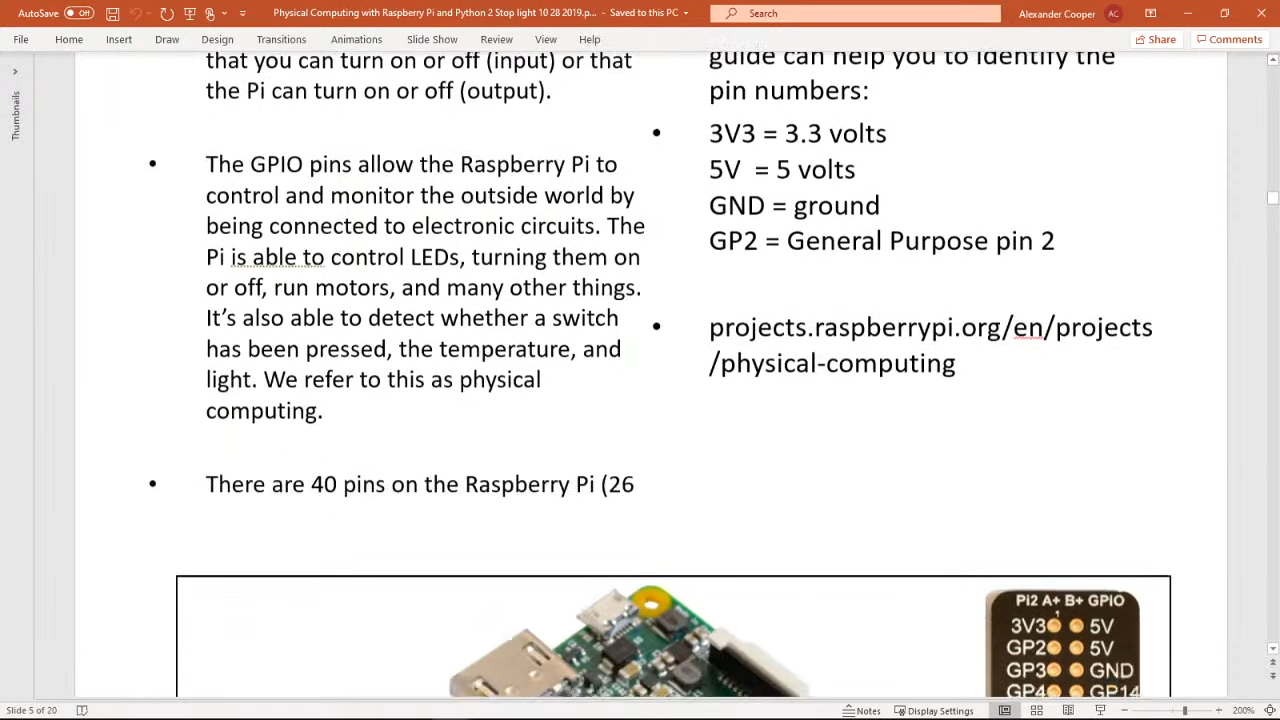 AutoSave Off
Physical Computing with Raspberry Pi and Python 2 Stop light 10 28 2019.p... - Saved to this PC
Search
Alexander Cooper AC
File Home Insert Draw Design Transitions Animations Slide Show Review View Help
Share Comments
Thumbnails
that you can turn on or off (input) or that
the Pi can turn on or off (output).
• The GPIO pins allow the Raspberry Pi to
control and monitor the outside world by
being connected to electronic circuits. The
Pi is able to control LEDs, turning them on
or off, run motors, and many other things.
It’s also able to detect whether a switch
has been pressed, the temperature, and
light. We refer to this as physical
computing.
• There are 40 pins on the Raspberry Pi (26
guide can help you to identify the
pin numbers:
• 3V3 = 3.3 volts
5V = 5 volts
GND = ground
GP2 = General Purpose pin 2
• projects.raspberrypi.org/en/projects
/physical-computing
Pi2 A+ B+ GPIO
1
3V3 5V
GP2 5V
GP3 GND
GP4 GP14
Slide 5 of 20
Notes
Display Settings
200%